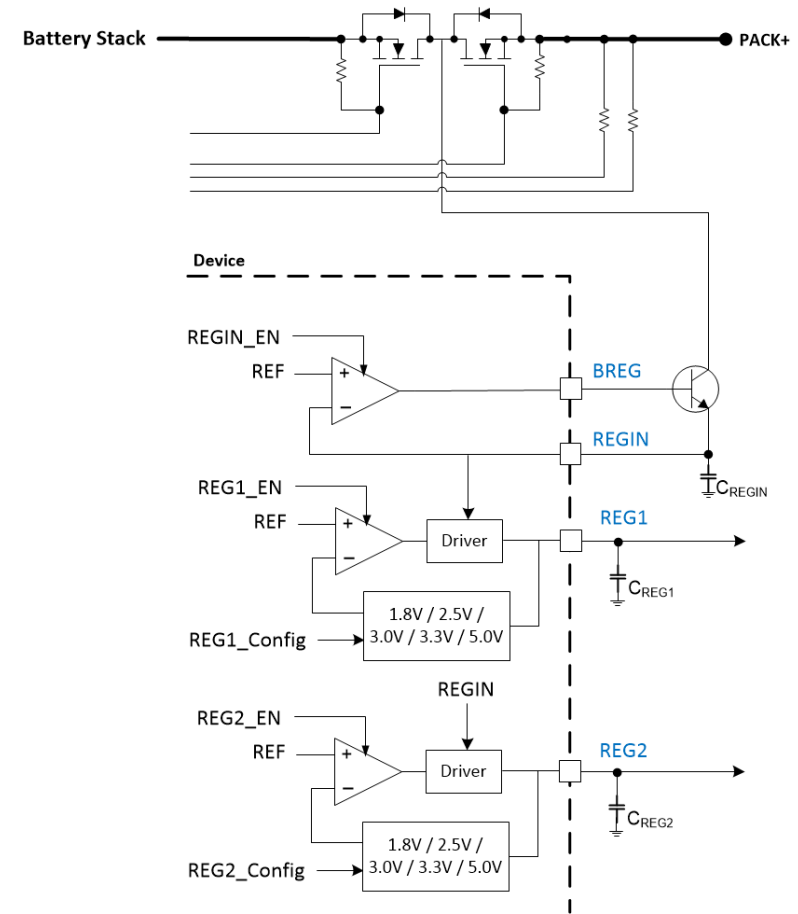 Battery Stack
PACK+
Device
REGIN_EN
REF
+
−
BREG
REGIN
CREGIN
REG1_EN
REF
+
−
Driver
REG1
CREG1
1.8V / 2.5V /
3.0V / 3.3V / 5.0V
REG1_Config
REGIN
REG2_EN
REF
+
−
Driver
REG2
CREG2
1.8V / 2.5V /
3.0V / 3.3V / 5.0V
REG2_Config